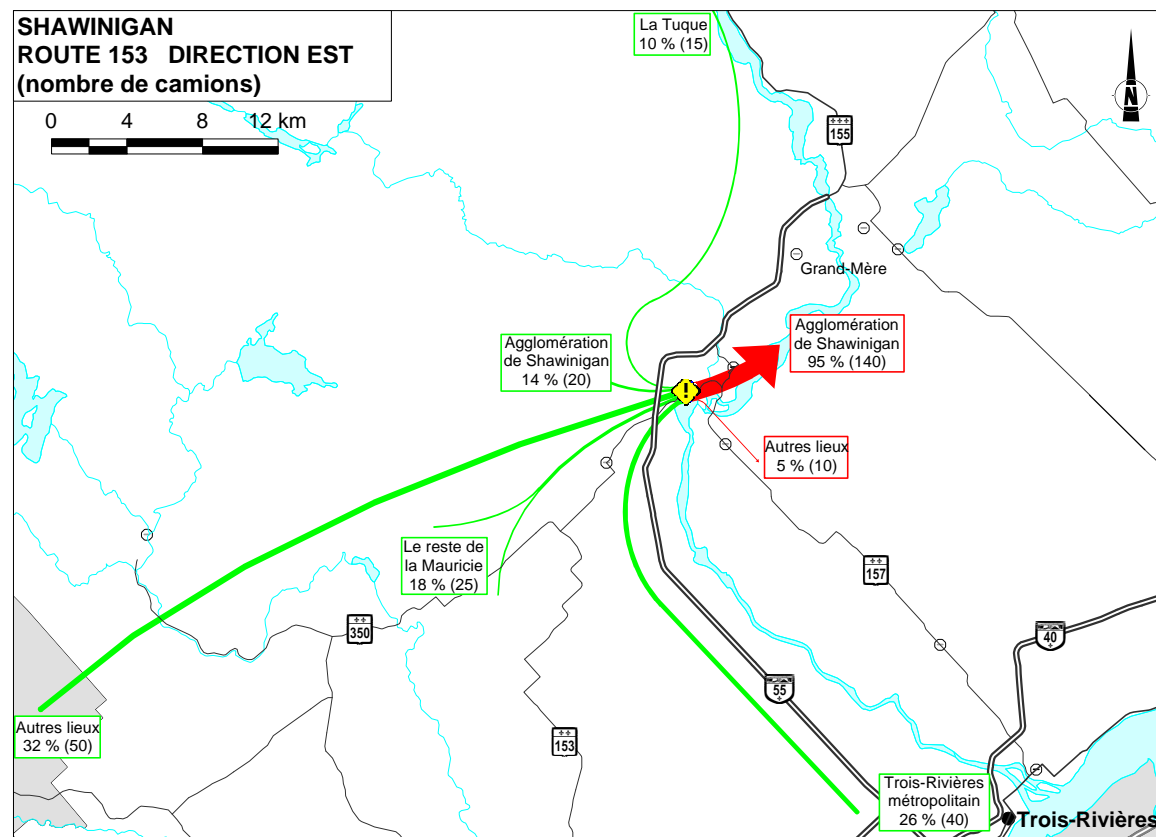 SHAWINIGAN
ROUTE 153 DIRECTION EST
(nombre de camions)
0 4 8 12 km
La Tuque
10 % (15)
N
155
Grand-Mère
Agglomération
de Shawinigan
95 % (140)
Agglomération
de Shawinigan
14 % (20)
!
Autres lieux
5 % (10)
Le reste de
la Mauricie
18 % (25)
157
350
40
55
Autres lieux
32 % (50)
153
Trois-Rivières
métropolitain
26 % (40)
Trois-Rivières